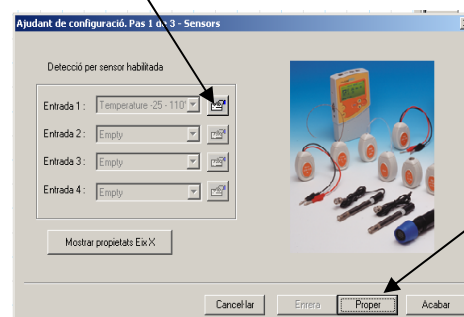 Ajudant de configuració. Pas 1 de 3 - Sensors
Detecció per sensor habilitada
Entrada 1 : Temperature -25 - 110°
Entrada 2 : Empty
Entrada 3 : Empty
Entrada 4 : Empty
Mostrar propietats Eix X
Cancel·lar Enrera Proper Acabar